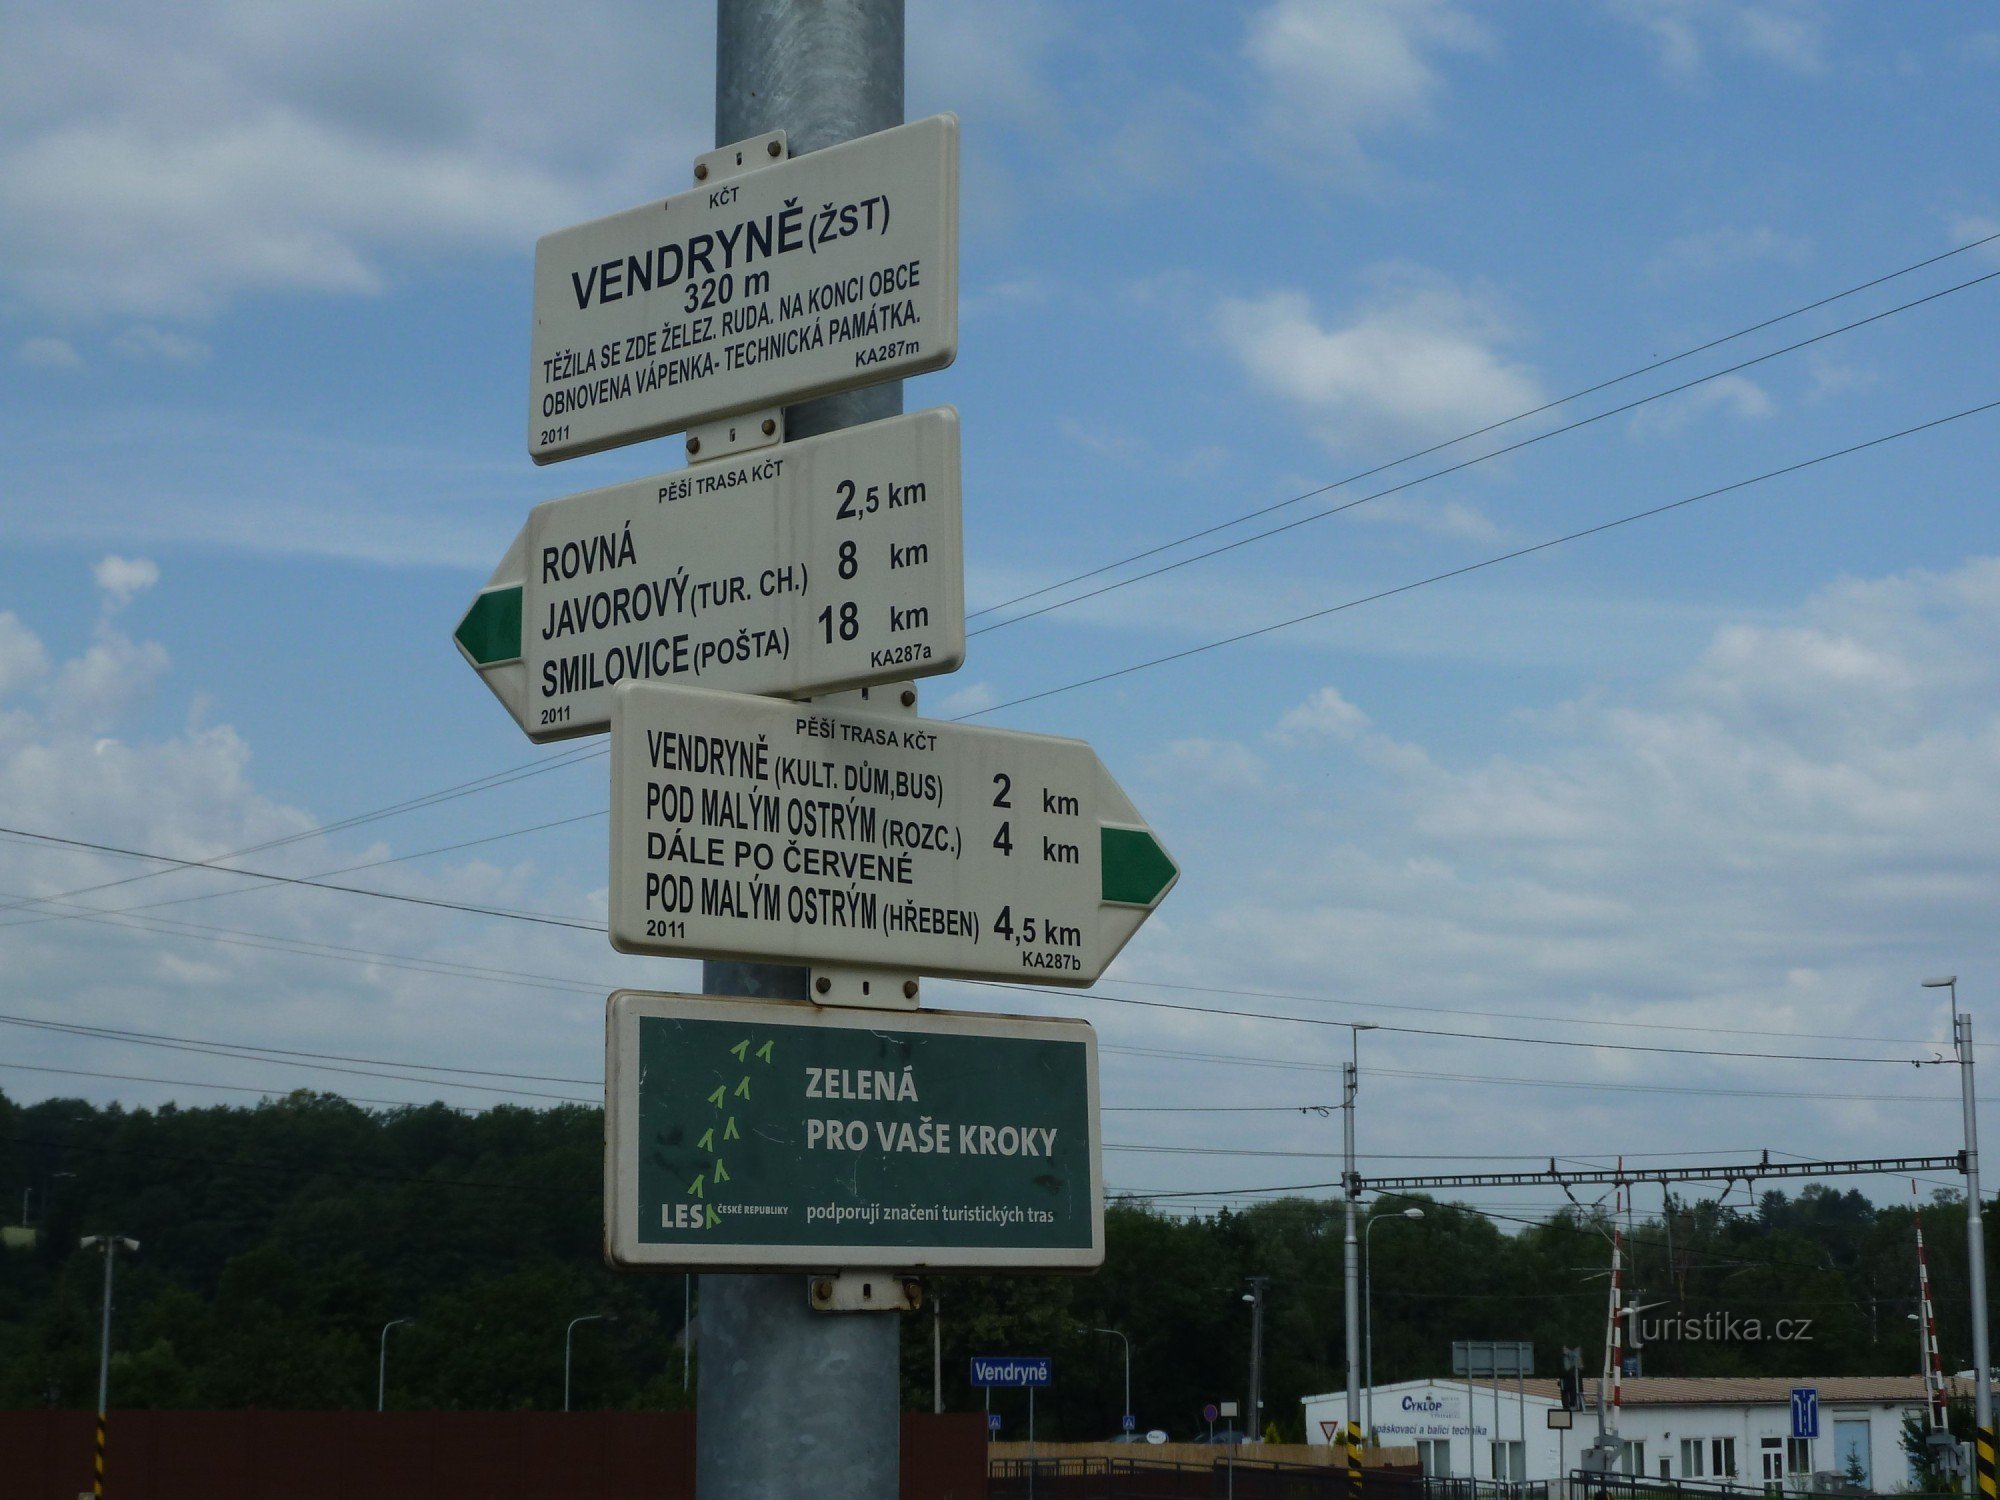 KČT
VENDRYNĚ (ŽST)
320 m
TĚŽILA SE ZDE ŽELEZ. RUDA. NA KONCI OBCE
OBNOVENA VÁPENKA- TECHNICKÁ PAMÁTKA.
2011 KA287m
PĚŠÍ TRASA KČT
ROVNÁ 2,5 km
JAVOROVÝ (TUR. CH.) 8 km
SMILOVICE (POŠTA) 18 km
2011 KA287a
PĚŠÍ TRASA KČT
VENDRYNĚ (KULT. DŮM,BUS) 2 km
POD MALÝM OSTRÝM (ROZC.) 4 km
DÁLE PO ČERVENÉ
POD MALÝM OSTRÝM (HŘEBEN) 4,5 km
2011 KA287b
ZELENÁ
PRO VAŠE KROKY
LESY ČESKÉ REPUBLIKY podporují značení turistických tras
Turistika.cz
Vendryně
CYKLOP
páskovací a balicí technika